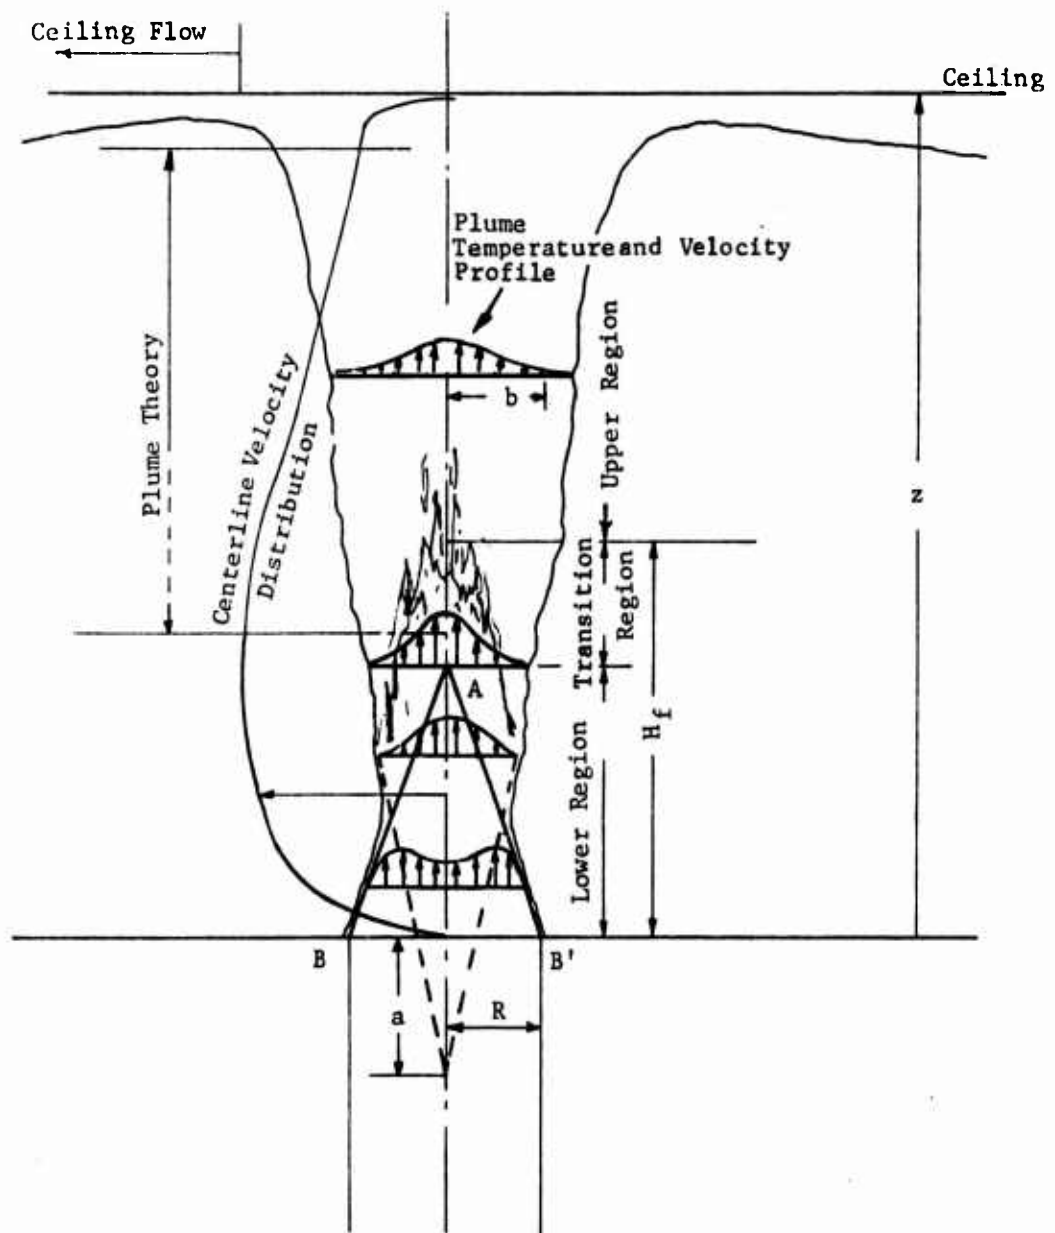 Ceiling Flow
Ceiling
Plume
Temperature and Velocity
Profile
b
Upper Region
Plume Theory
Centerline Velocity
Distribution
z
Transition
Region
A
H_f
Lower Region
B
B'
a
R